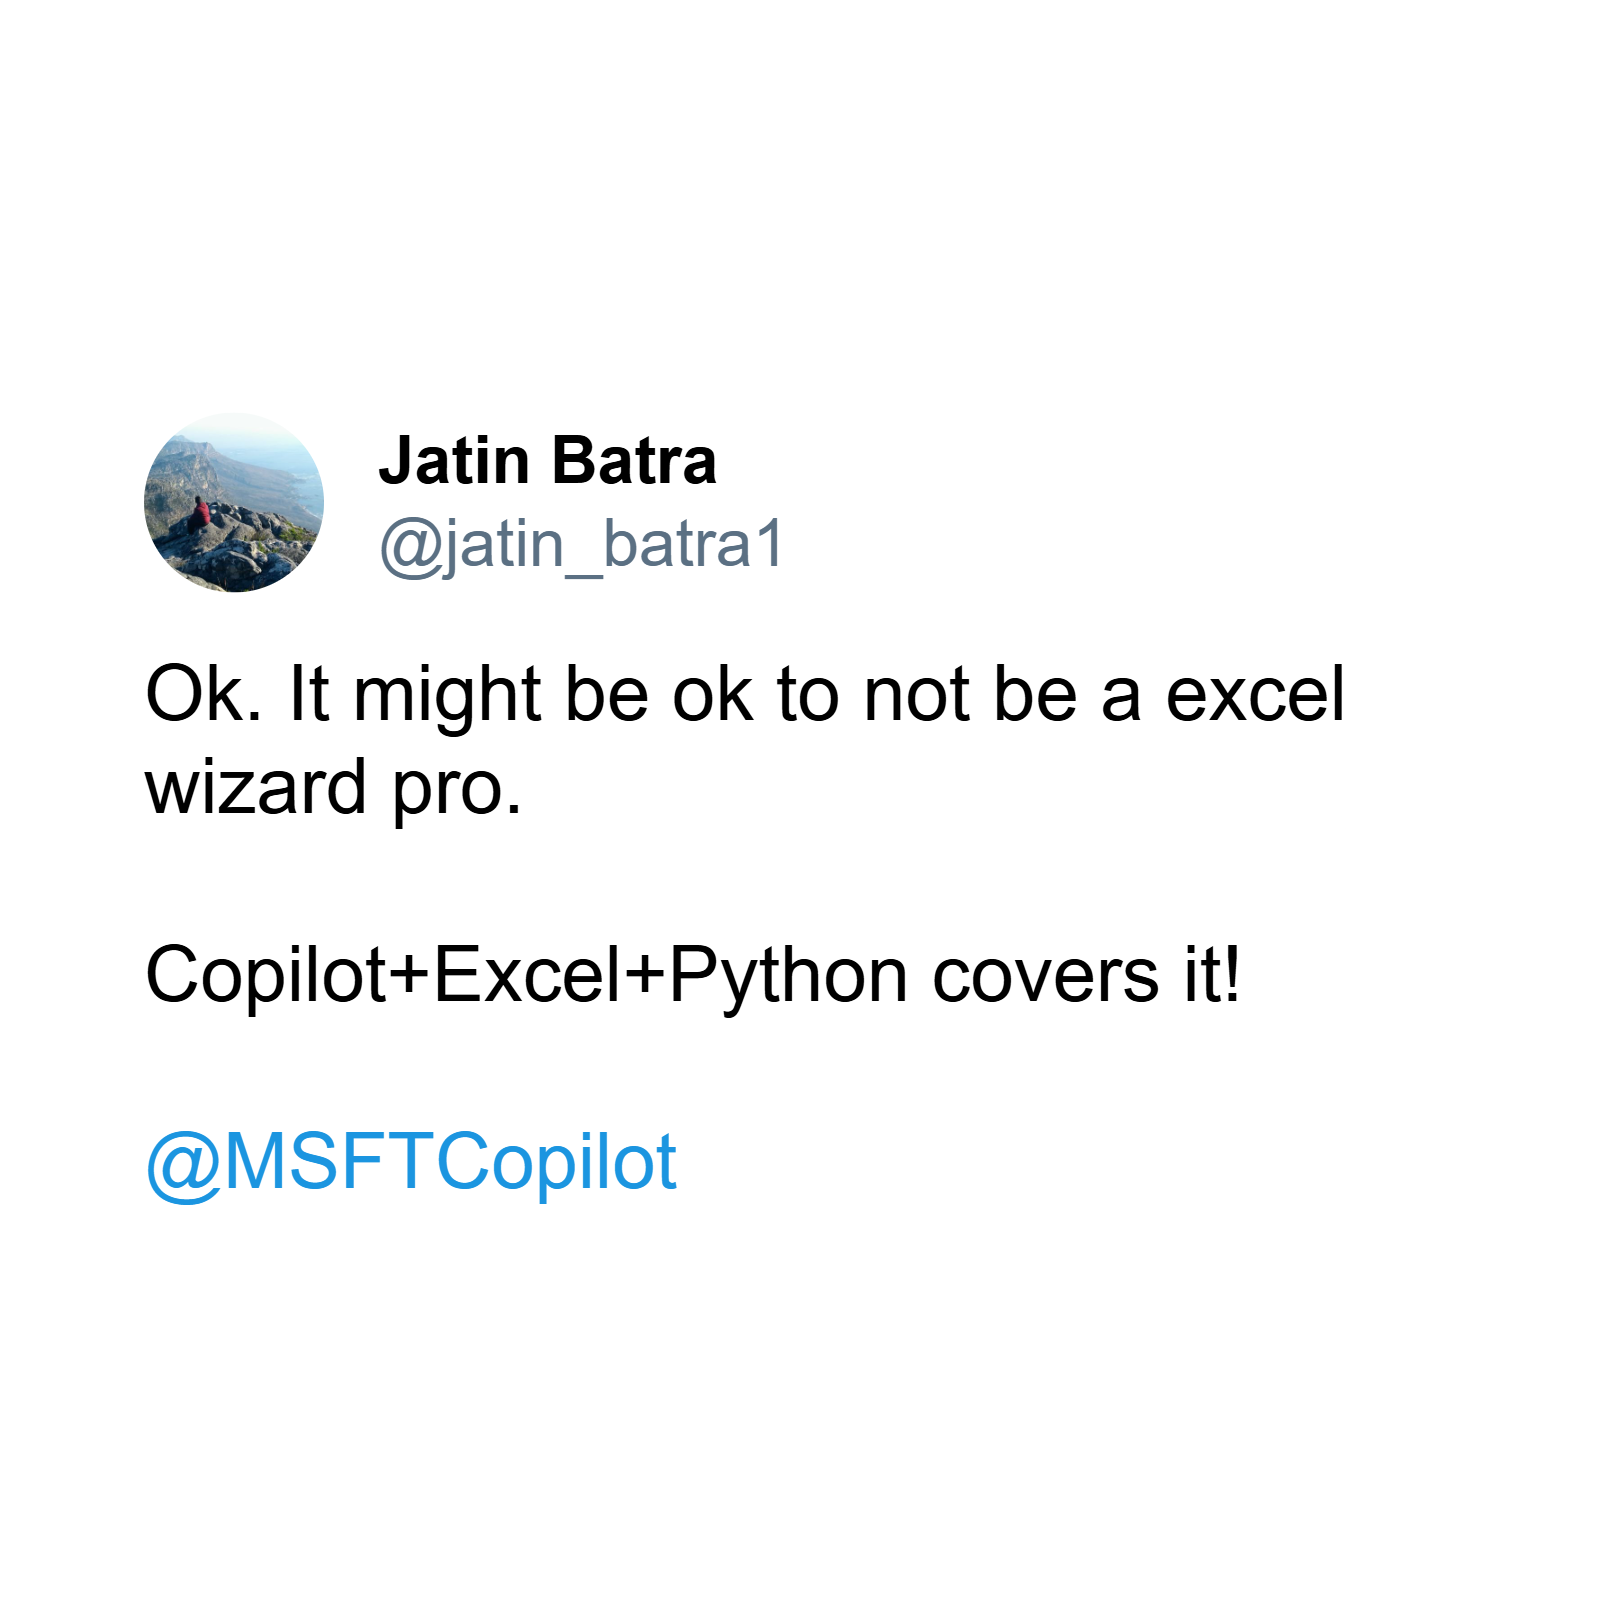 Jatin Batra
@jatin_batra1
Ok. It might be ok to not be a excel
wizard pro.
Copilot+Excel+Python covers it!
@MSFTCopilot